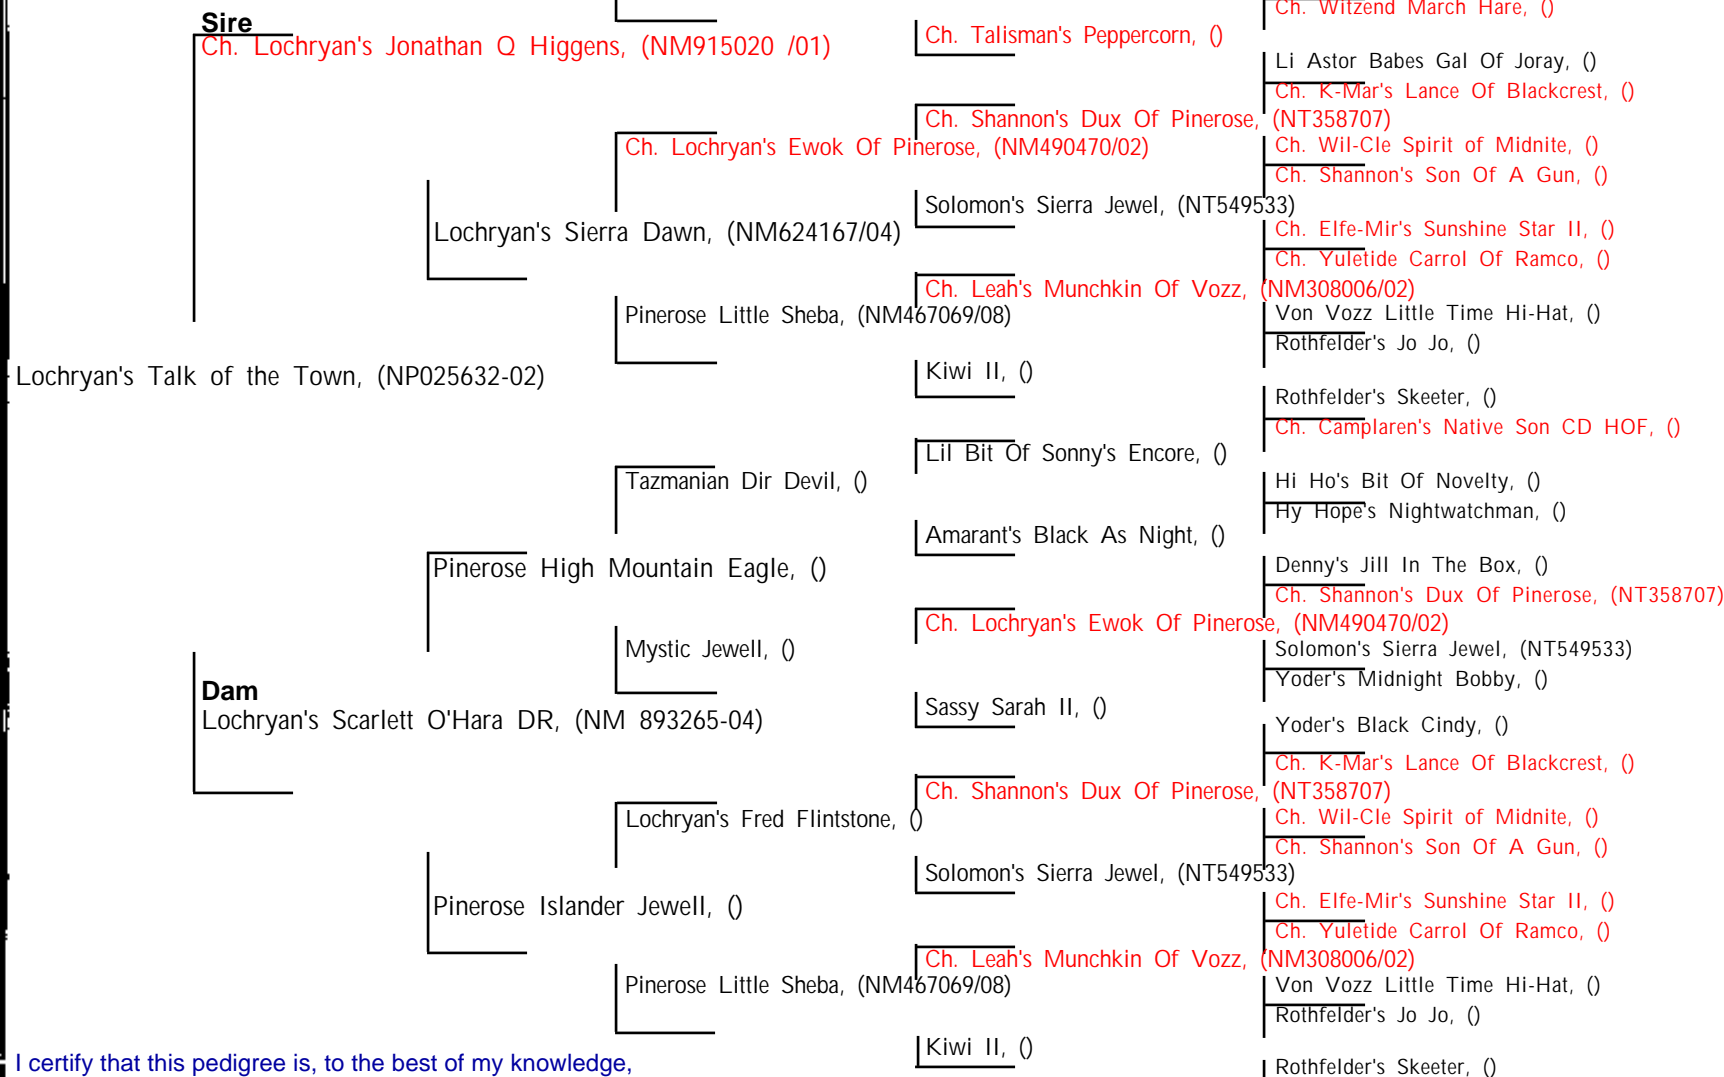 Ch. Witzend March Hare, ()
Sire
Ch. Lochryan's Jonathan Q Higgens, (NM915020 /01)
Ch. Talisman's Peppercorn, ()
Li Astor Babes Gal Of Joray, ()
Ch. K-Mar's Lance Of Blackcrest, ()
Ch. Shannon's Dux Of Pinerose, (NT358707)
Ch. Lochryan's Ewok Of Pinerose, (NM490470/02)
Ch. Wil-Cle Spirit of Midnite, ()
Ch. Shannon's Son Of A Gun, ()
Solomon's Sierra Jewel, (NT549533)
Lochryan's Sierra Dawn, (NM624167/04)
Ch. Elfe-Mir's Sunshine Star II, ()
Ch. Yuletide Carrol Of Ramco, ()
Ch. Leah's Munchkin Of Vozz, (NM308006/02)
Pinerose Little Sheba, (NM467069/08)
Von Vozz Little Time Hi-Hat, ()
Rothfelder's Jo Jo, ()
Lochryan's Talk of the Town, (NP025632-02)
Kiwi II, ()
Rothfelder's Skeeter, ()
Ch. Camplaren's Native Son CD HOF, ()
Lil Bit Of Sonny's Encore, ()
Tazmanian Dir Devil, ()
Hi Ho's Bit Of Novelty, ()
Hy Hope's Nightwatchman, ()
Amarant's Black As Night, ()
Pinerose High Mountain Eagle, ()
Denny's Jill In The Box, ()
Ch. Shannon's Dux Of Pinerose, (NT358707)
Ch. Lochryan's Ewok Of Pinerose, (NM490470/02)
Mystic Jewell, ()
Solomon's Sierra Jewel, (NT549533)
Yoder's Midnight Bobby, ()
Dam
Lochryan's Scarlett O'Hara DR, (NM 893265-04)
Sassy Sarah II, ()
Yoder's Black Cindy, ()
Ch. K-Mar's Lance Of Blackcrest, ()
Ch. Shannon's Dux Of Pinerose, (NT358707)
Lochryan's Fred Flintstone, ()
Ch. Wil-Cle Spirit of Midnite, ()
Ch. Shannon's Son Of A Gun, ()
Solomon's Sierra Jewel, (NT549533)
Pinerose Islander Jewell, ()
Ch. Elfe-Mir's Sunshine Star II, ()
Ch. Yuletide Carrol Of Ramco, ()
Ch. Leah's Munchkin Of Vozz, (NM308006/02)
Pinerose Little Sheba, (NM467069/08)
Von Vozz Little Time Hi-Hat, ()
Rothfelder's Jo Jo, ()
Kiwi II, ()
Rothfelder's Skeeter, ()
I certify that this pedigree is, to the best of my knowledge,